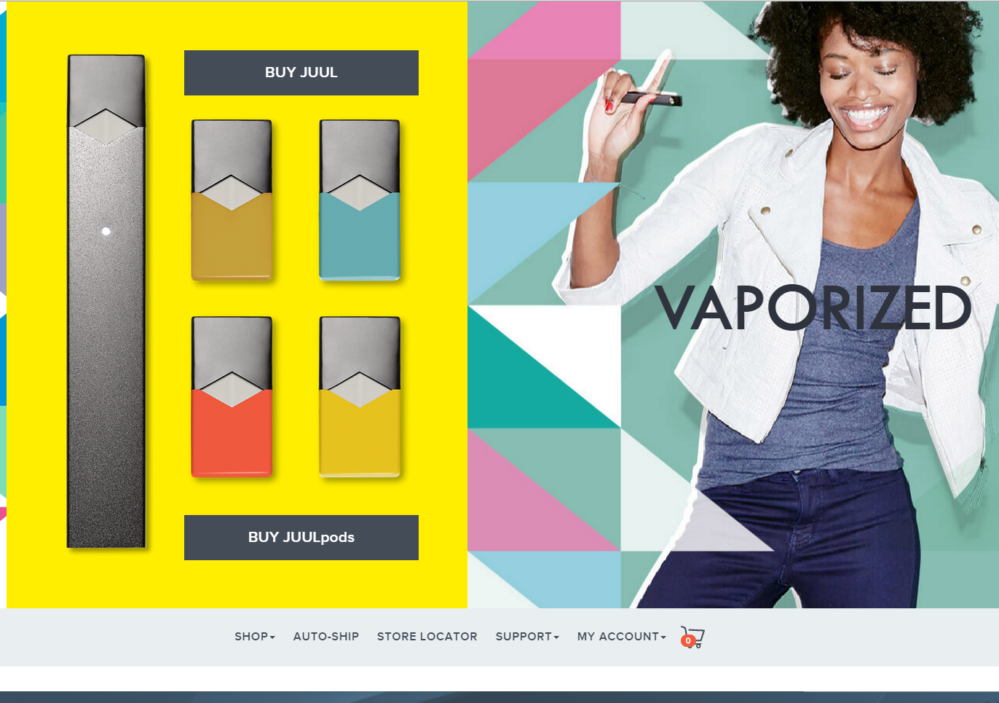 BUY JUUL
BUY JUULpods
VAPORIZED
SHOP AUTO-SHIP STORE LOCATOR SUPPORT MY ACCOUNT 0